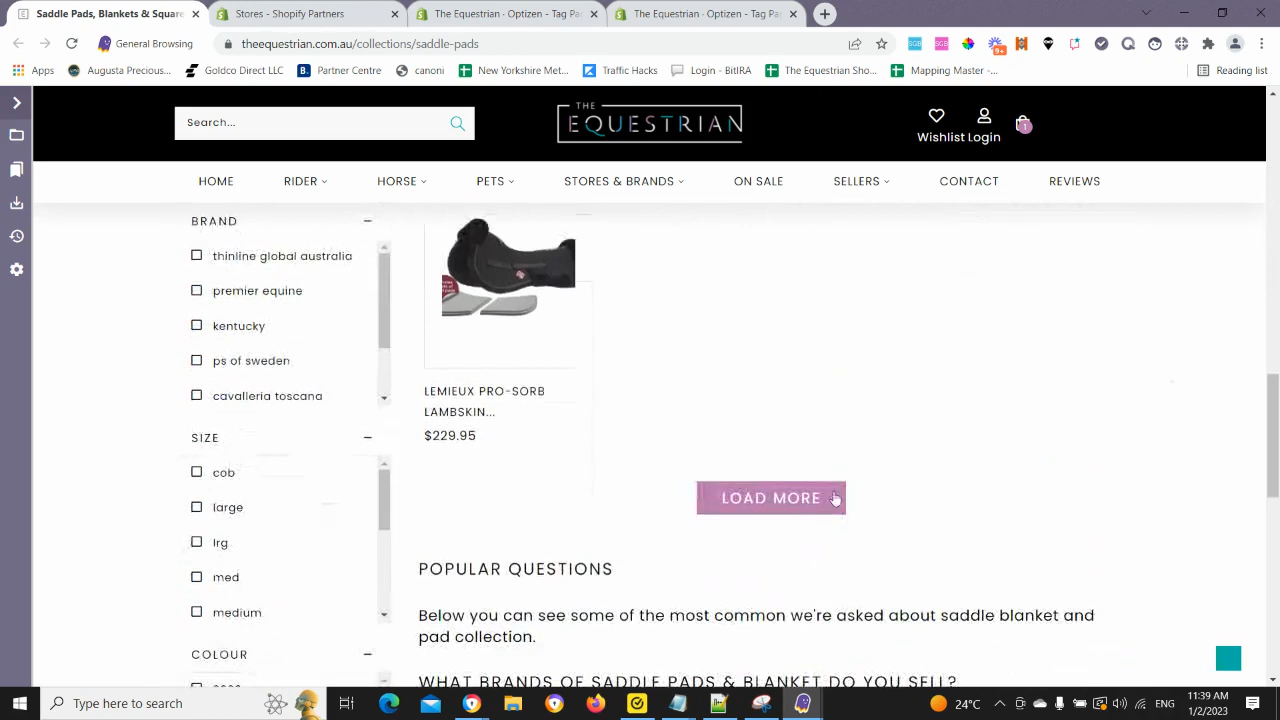 Saddle Pads, Blankets & Squar
Stores - Shopify Partners
The Equestrian - Optizen - Tag Pa
The Equestrian - Optizen - Tag Pa
General Browsing
theequestrian.com.au/collections/saddle-pads
Apps
Augusta Precious...
Goldco Direct LLC
Partner Centre
canoni
New Yorkshire Met...
Traffic Hacks
Login - BitIRA
The Equestrian Sho...
Mapping Master -...
Reading list
Search...
THE
EQUESTRIAN
Wishlist Login
1
HOME
RIDER
HORSE
PETS
STORES & BRANDS
ON SALE
SELLERS
CONTACT
REVIEWS
BRAND
thinline global australia
premier equine
kentucky
ps of sweden
cavalleria toscana
SIZE
cob
large
lrg
med
medium
COLOUR
LEMIEUX PRO-SORB
LAMBSKIN...
$229.95
LOAD MORE
POPULAR QUESTIONS
Below you can see some of the most common we're asked about saddle blanket and
pad collection.
WHAT BRANDS OF SADDLE PADS & BLANKET DO YOU SELL?
Type here to search
24°C
ENG
11:39 AM
1/2/2023